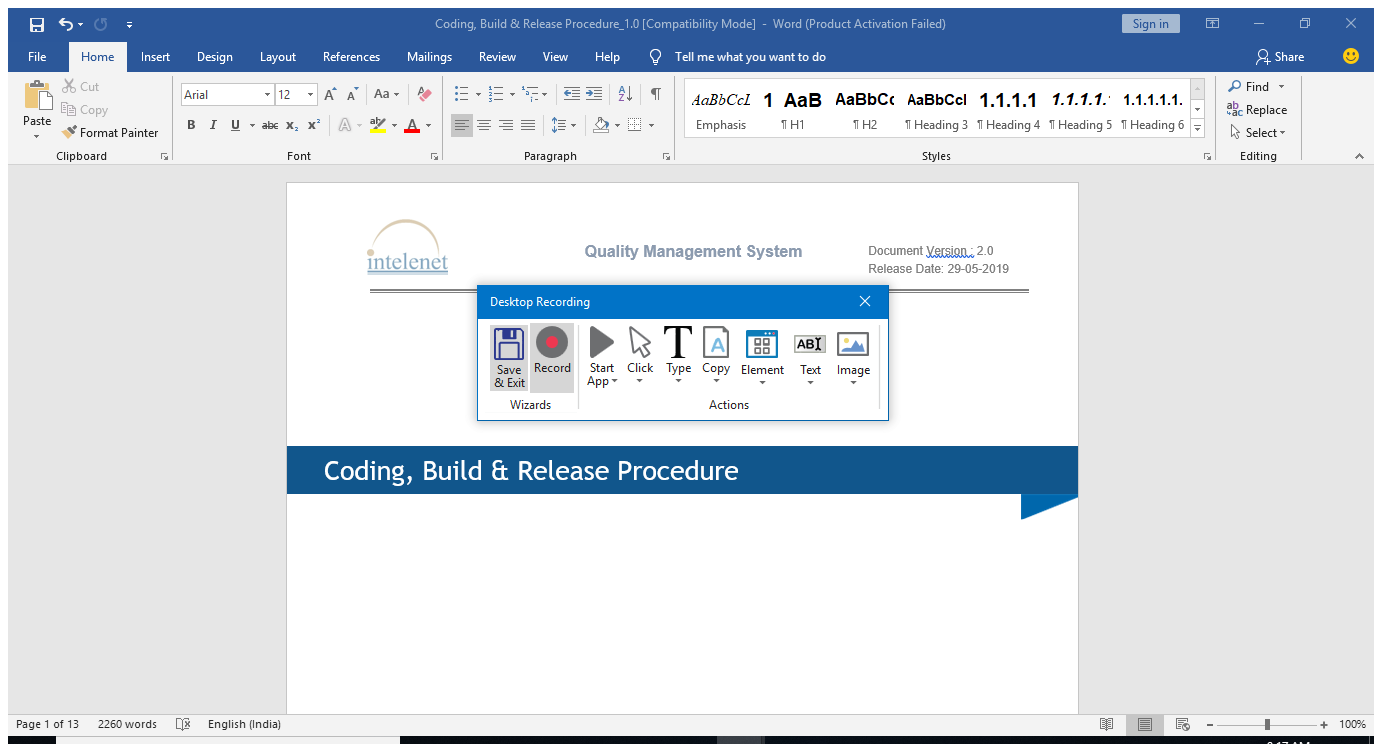 Coding, Build & Release Procedure_1.0 [Compatibility Mode] - Word (Product Activation Failed)
Sign in
File Home Insert Design Layout References Mailings Review View Help Tell me what you want to do Share
Paste
Cut
Copy
Format Painter
Clipboard
Arial 12
Aa
B I U abc x₂ x²
A ab A
Font
A Z ¶
Paragraph
AaBbCcL 1 AaB AaBbCc AaBbCcI 1.1.1.1 1.1.1.1. 1.1.1.1.1.
Emphasis ¶ H1 ¶ H2 ¶ Heading 3 ¶ Heading 4 ¶ Heading 5 ¶ Heading 6
Styles
Find
Replace
Select
Editing
intelenet
Quality Management System
Document Version : 2.0
Release Date: 29-05-2019
Desktop Recording
Save & Exit
Record
Start App
Click
T
Type
A
Copy
Element
AB
Text
Image
Wizards
Actions
Coding, Build & Release Procedure
Page 1 of 13 2260 words English (India) 100%